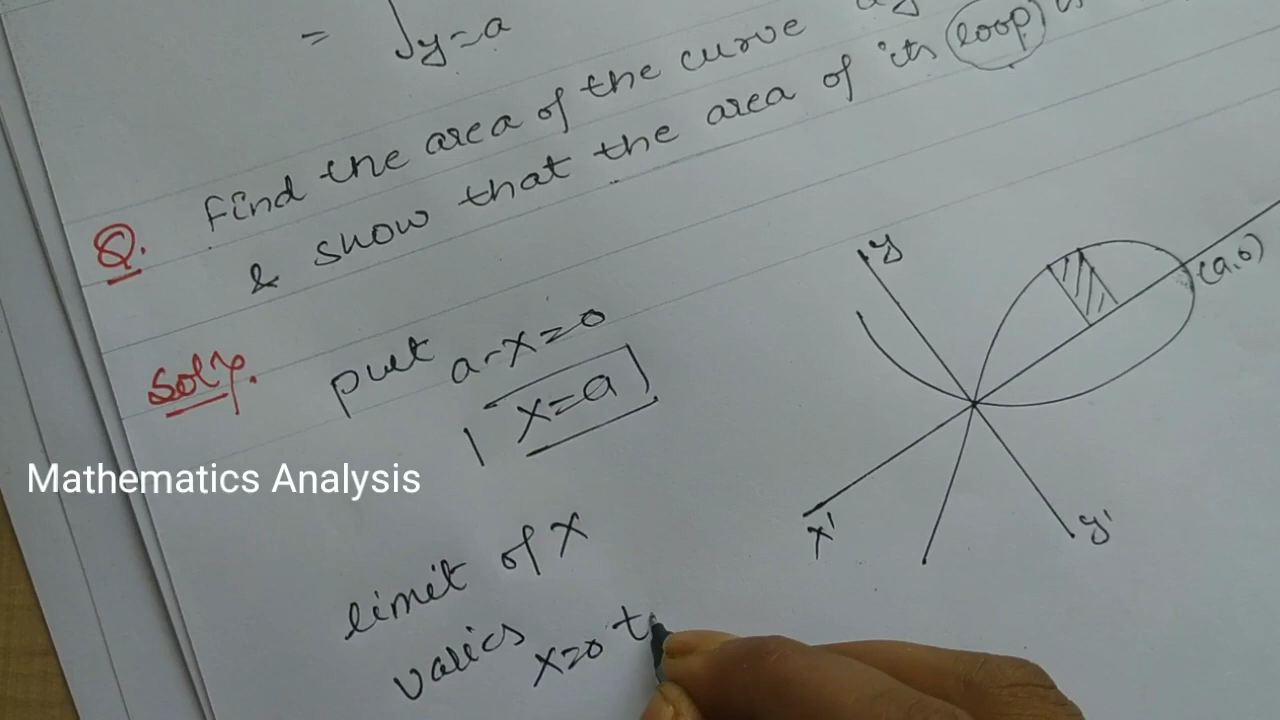 = ∫y=a
Q. Find the area of the curve
& show that the area of its loop
Soln. put a-x=0
x=a
y
(a,0)
x'
y'
Mathematics Analysis
limit of x
varies x=0 t